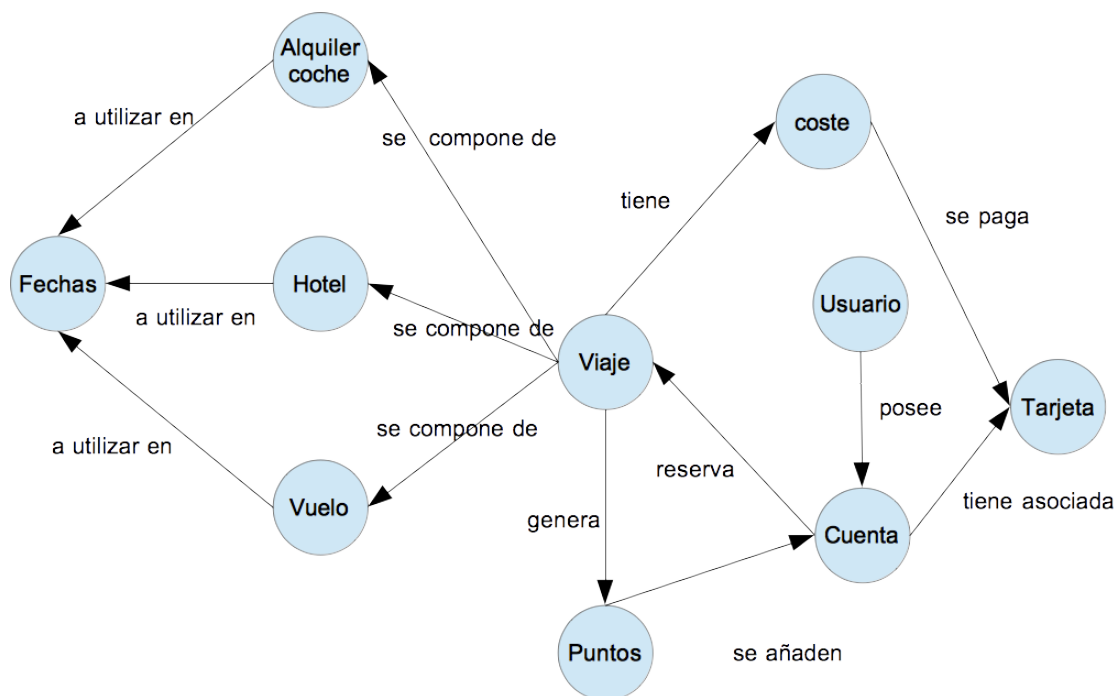 Alquiler
coche
a utilizar en
se compone de
coste
tiene
se paga
Fechas
Hotel
Usuario
a utilizar en
se compone de
Viaje
Tarjeta
posee
se compone de
a utilizar en
reserva
Vuelo
tiene asociada
genera
Cuenta
Puntos
se añaden